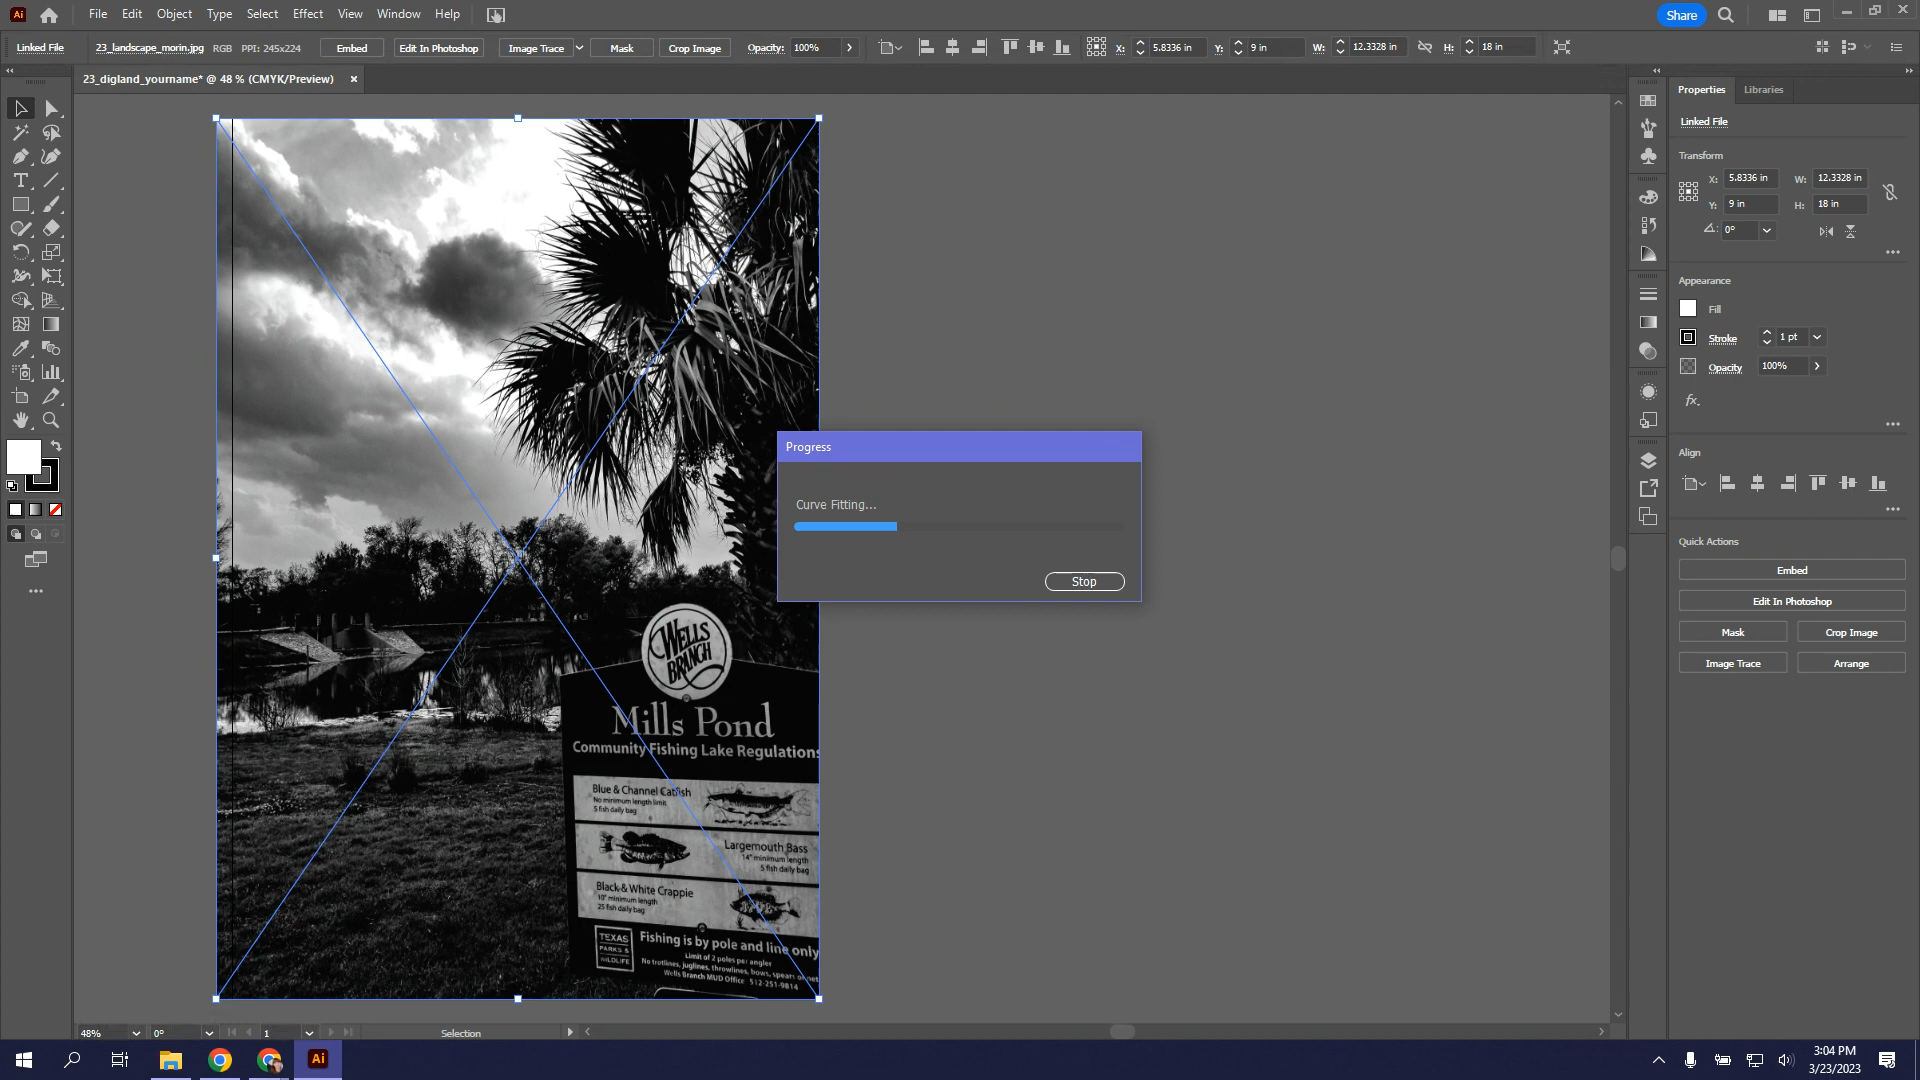 File Edit Object Type Select Effect View Window Help
Share
Linked File 23_landscape_morin.jpg RGB PPI: 245x224 Embed Edit In Photoshop Image Trace Mask Crop Image Opacity: 100% X: 5.8336 in Y: 9 in W: 12.3328 in H: 18 in
23_digland_yourname* @ 48 % (CMYK/Preview) ×
Properties Libraries
Linked File
Transform
X: 5.8336 in W: 12.3328 in
Y: 9 in H: 18 in
0°
Appearance
Fill
Stroke 1 pt
Opacity 100%
fx.
Align
Quick Actions
Embed
Edit In Photoshop
Mask Crop Image
Image Trace Arrange
Progress
Curve Fitting...
Stop
WELLS
BRANCH
Mills Pond
Community Fishing Lake Regulations
Blue & Channel Catfish
No minimum length limit
5 fish daily bag
Largemouth Bass
14" minimum length
5 fish daily bag
Black & White Crappie
10" minimum length
25 fish daily bag
TEXAS
PARKS &
WILDLIFE
Fishing is by pole and line only
Limit of 2 poles per angler
No trotlines, juglines, throwlines, bows, spears or net
Wells Branch MUD Office 512-251-9814
48% 0° 1 Selection
Ai
3:04 PM
3/23/2023